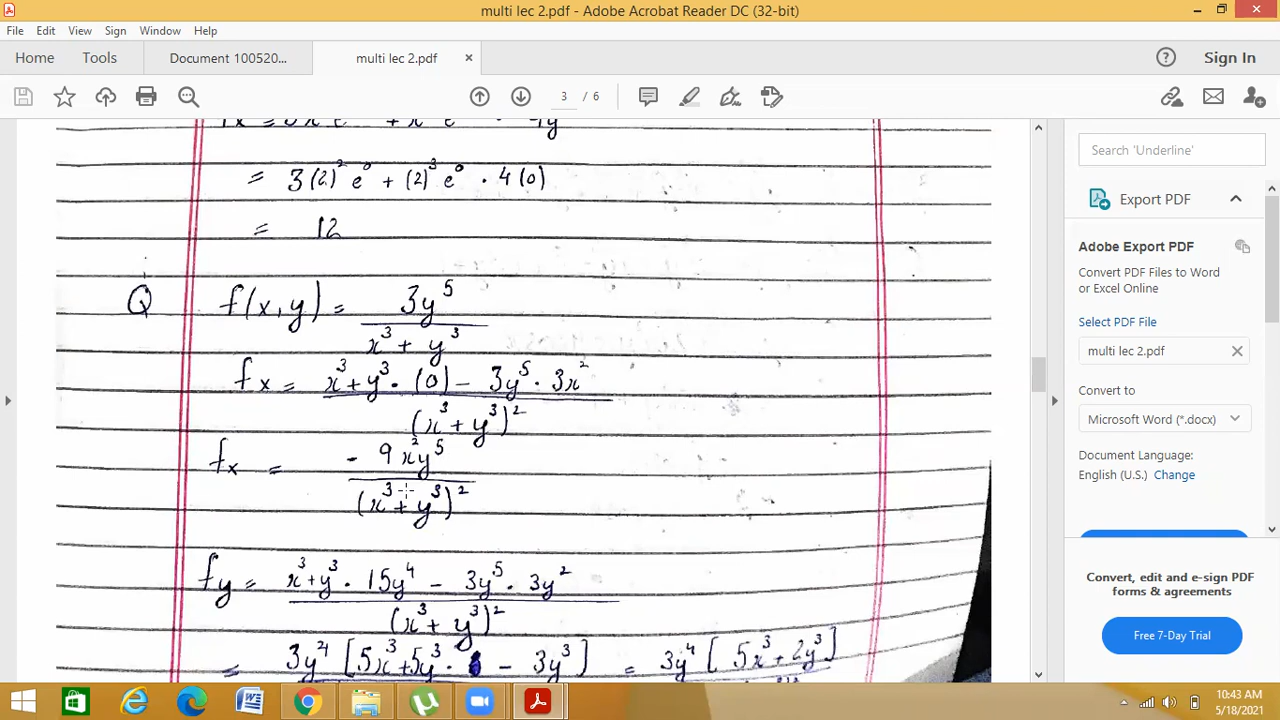 multi lec 2.pdf - Adobe Acrobat Reader DC (32-bit)
File Edit View Sign Window Help
Home Tools Document 100520... multi lec 2.pdf × Sign In
3 / 6
= 3(2)² e⁰ + (2)³ e⁰ · 4(0)
= 12
Q f(x,y) = 3y⁵ / x³ + y³
fx = x³+y³ · (0) - 3y⁵ · 3x² / (x³ + y³)²
fx = - 9x²y⁵ / (x³ + y³)²
fy = x³+y³ · 15y⁴ - 3y⁵ · 3y² / (x³ + y³)²
= 3y⁴ [5x³+5y³ · - 3y³] = 3y⁴ [5x³+2y³]
Search 'Underline'
Export PDF
Adobe Export PDF
Convert PDF Files to Word
or Excel Online
Select PDF File
multi lec 2.pdf
Convert to
Microsoft Word (*.docx)
Document Language:
English (U.S.) Change
Convert, edit and e-sign PDF
forms & agreements
Free 7-Day Trial
10:43 AM
5/18/2021